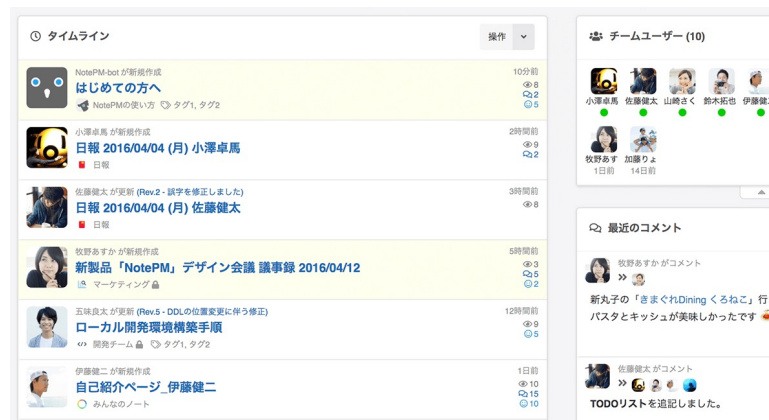 タイムライン
操作
NotePM-bot が新規作成
10分前
はじめての方へ
8
2
NotePMの使い方 タグ1, タグ2
5
小澤卓馬 が新規作成
2時間前
日報 2016/04/04 (月) 小澤卓馬
9
2
日報
佐藤健太 が更新 (Rev.2 - 誤字を修正しました)
3時間前
日報 2016/04/04 (月) 佐藤健太
8
日報
牧野あすか が新規作成
5時間前
新製品「NotePM」デザイン会議 議事録 2016/04/12
3
5
マーケティング
2
五味良太 が更新 (Rev.5 - DDLの位置変更に伴う修正)
12時間前
ローカル開発環境構築手順
9
5
開発チーム タグ1, タグ2
伊藤健二 が新規作成
1日前
自己紹介ページ_伊藤健二
10
15
みんなのノート
10
チームユーザー (10)
小澤卓馬 佐藤健太 山崎さく 鈴木拓也 伊藤健
牧野あす 加藤りょ
1日前 14日前
最近のコメント
牧野あすか がコメント
新丸子の「きまぐれDining くろねこ」行
パスタとキッシュが美味しかったです
佐藤健太 がコメント
TODOリストを追記しました。